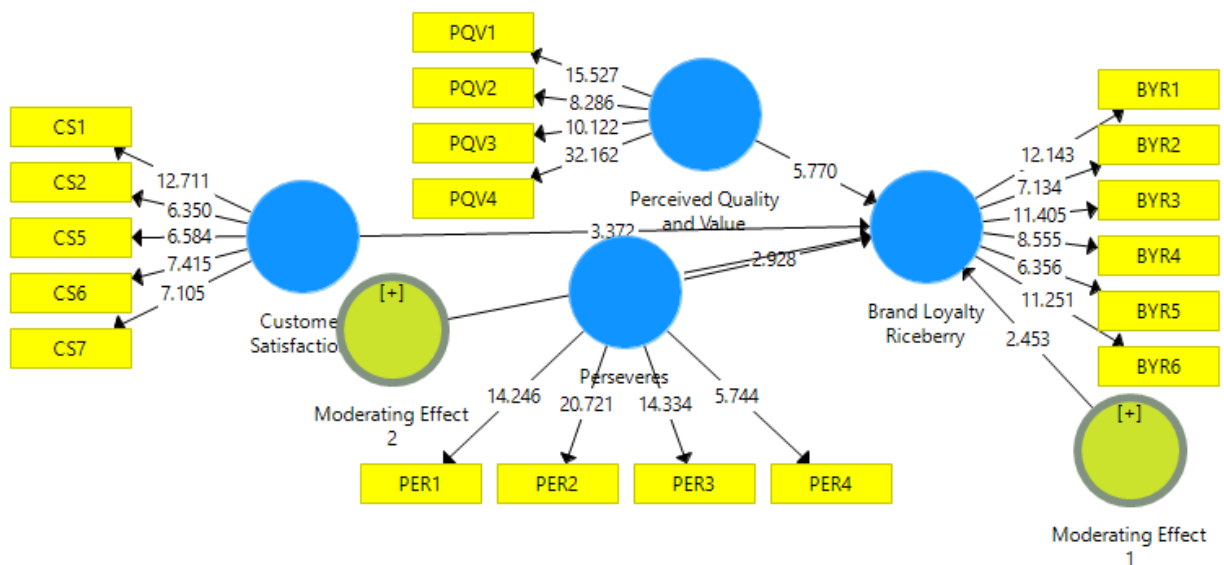 PQV1
PQV2
PQV3
PQV4
15.527
8.286
10.122
32.162
CS1
CS2
CS5
CS6
CS7
12.711
6.350
6.584
7.415
7.105
Perceived Quality
and Value
5.770
3.372
2.928
BYR1
BYR2
BYR3
BYR4
BYR5
BYR6
12.143
7.134
11.405
8.555
6.356
11.251
Brand Loyalty
Riceberry
2.453
[+]
Custome
Satisfactio
Moderating Effect
2
Perseveres
14.246
20.721
14.334
5.744
PER1
PER2
PER3
PER4
[+]
Moderating Effect
1